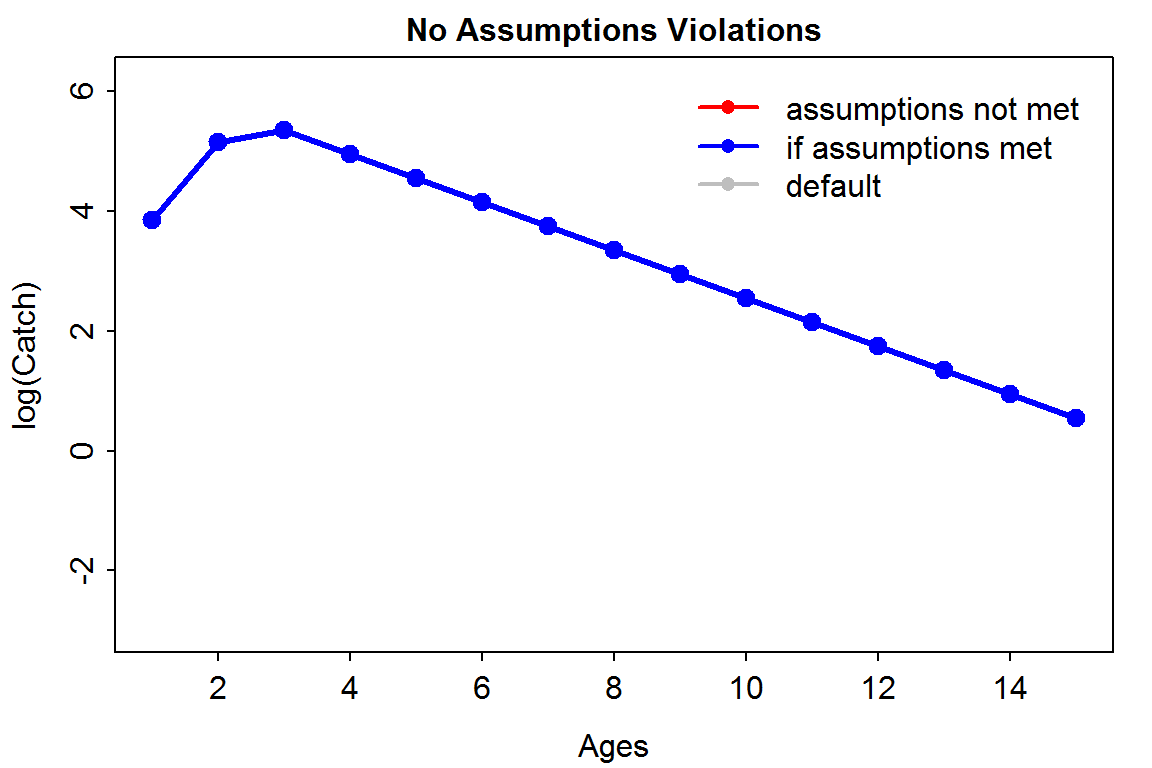 No Assumptions Violations
assumptions not met
if assumptions met
default
6
4
2
0
-2
log(Catch)
2 4 6 8 10 12 14
Ages